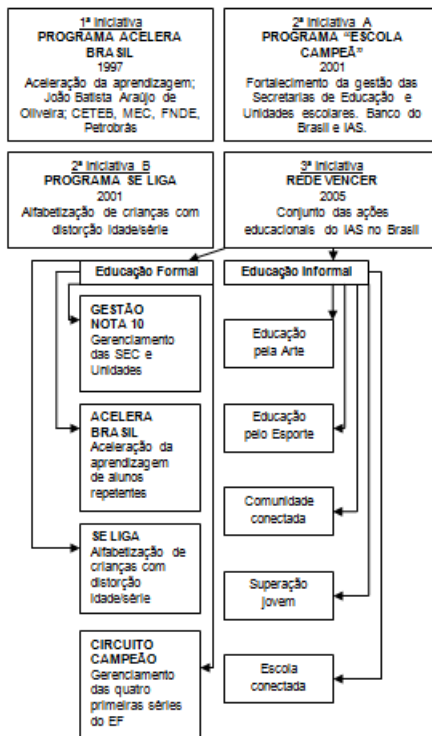 1ª Iniciativa
PROGRAMA ACELERA
BRASIL
1997
Aceleração da aprendizagem;
João Batista Araújo de
Oliveira; CETEB, MEC, FNDE,
Petrobrás
2ª Iniciativa A
PROGRAMA “ESCOLA
CAMPEÔ
2001
Fortalecimento da gestão das
Secretarias de Educação e
Unidades escolares. Banco do
Brasil e IAS.
2ª Iniciativa B
PROGRAMA SE LIGA
2001
Alfabetização de crianças com
distorção idade/série
3ª Iniciativa
REDE VENCER
2005
Conjunto das ações
educacionais do IAS no Brasil
Educação Formal
GESTÃO
NOTA 10
Gerenciamento
das SEC e
Unidades
ACELERA
BRASIL
Aceleração da
aprendizagem
de alunos
repetentes
SE LIGA
Alfabetização de
crianças com
distorção
idade/série
CIRCUITO
CAMPEÃO
Gerenciamento
das quatro
primeiras séries
do EF
Educação Informal
Educação
pela Arte
Educação
pelo Esporte
Comunidade
conectada
Superação
jovem
Escola
conectada